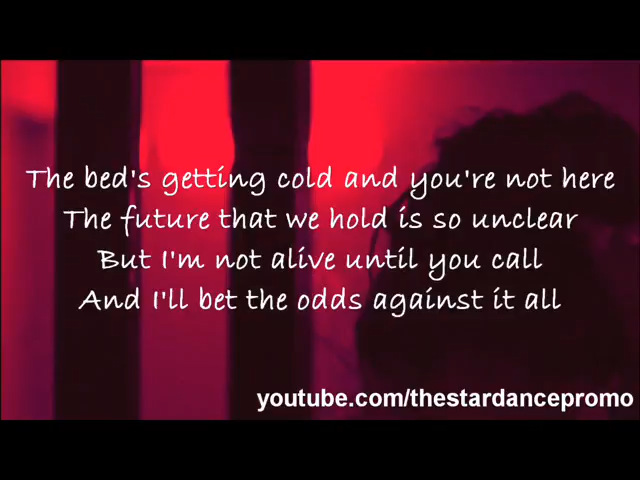 The bed's getting cold and you're not here
The future that we hold is so unclear
But I'm not alive until you call
And I'll bet the odds against it all
youtube.com/thestardancepromo